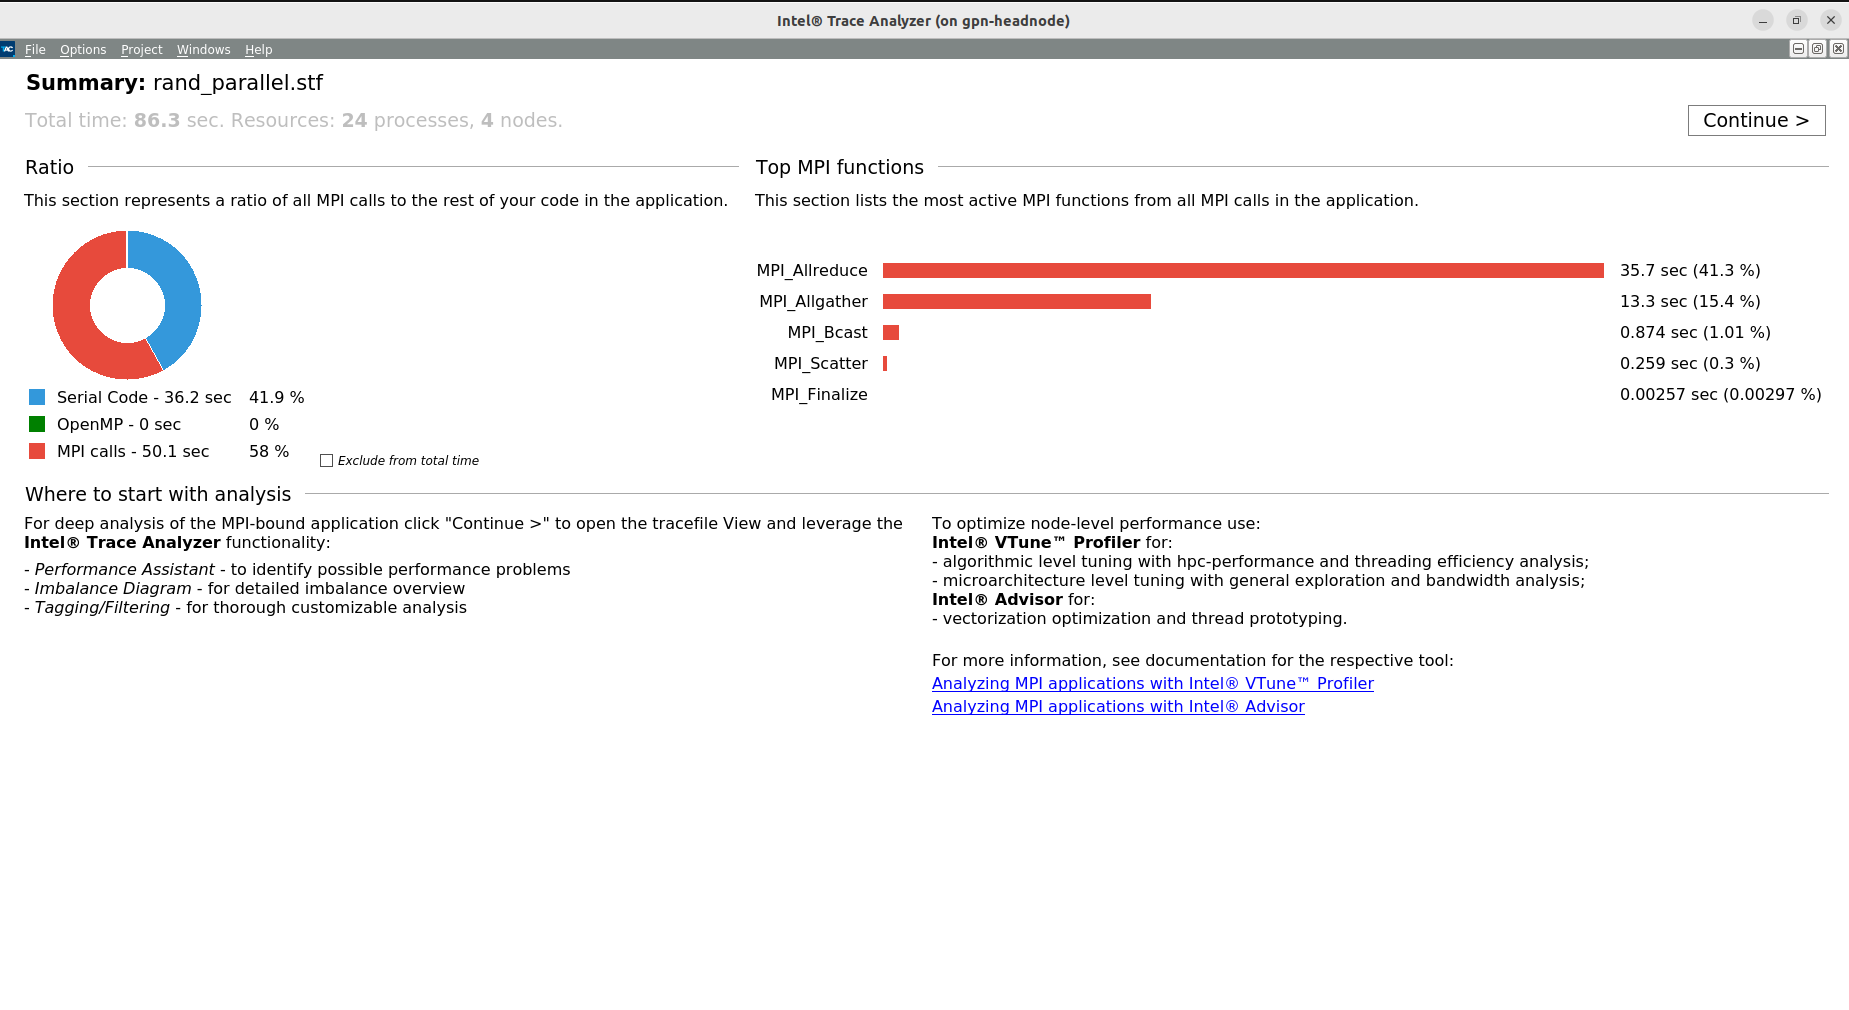 Intel® Trace Analyzer (on gpn-headnode)
File Options Project Windows Help
Summary: rand_parallel.stf
Total time: 86.3 sec. Resources: 24 processes, 4 nodes.
Continue >
Ratio
This section represents a ratio of all MPI calls to the rest of your code in the application.
Serial Code - 36.2 sec 41.9 %
OpenMP - 0 sec 0 %
MPI calls - 50.1 sec 58 %
Exclude from total time
Top MPI functions
This section lists the most active MPI functions from all MPI calls in the application.
MPI_Allreduce 35.7 sec (41.3 %)
MPI_Allgather 13.3 sec (15.4 %)
MPI_Bcast 0.874 sec (1.01 %)
MPI_Scatter 0.259 sec (0.3 %)
MPI_Finalize 0.00257 sec (0.00297 %)
Where to start with analysis
For deep analysis of the MPI-bound application click "Continue >" to open the tracefile View and leverage the
Intel® Trace Analyzer functionality:
- Performance Assistant - to identify possible performance problems
- Imbalance Diagram - for detailed imbalance overview
- Tagging/Filtering - for thorough customizable analysis
To optimize node-level performance use:
Intel® VTune™ Profiler for:
- algorithmic level tuning with hpc-performance and threading efficiency analysis;
- microarchitecture level tuning with general exploration and bandwidth analysis;
Intel® Advisor for:
- vectorization optimization and thread prototyping.
For more information, see documentation for the respective tool:
Analyzing MPI applications with Intel® VTune™ Profiler
Analyzing MPI applications with Intel® Advisor